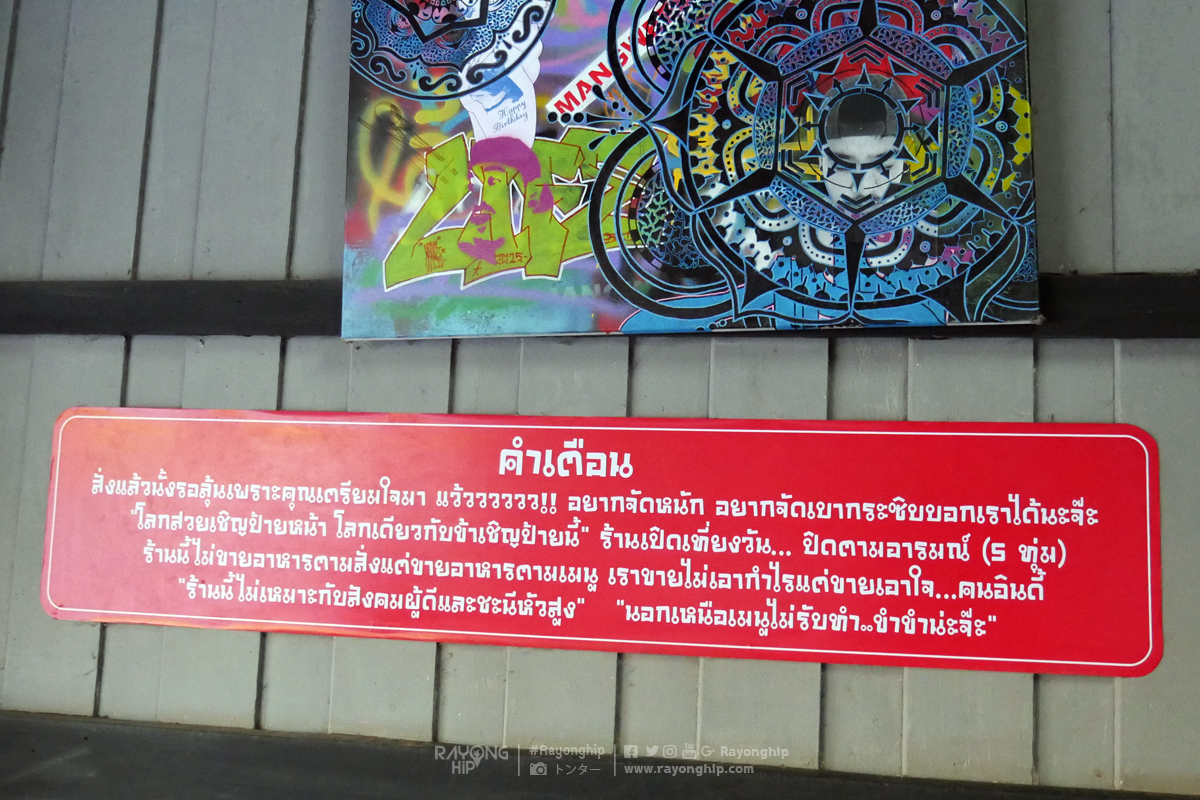 Happy
Birthday
MAN GW
LIFE
คำเตือน
สั่งแล้วนั้งรอลุ้นเพราะคุณเตรียมใจมา แว้วววววว!! อยากจัดหนัก อยากจัดเบากระซิบบอกเราได้นะจ๊ะ
"โลกสวยเชิญป้ายหน้า โลกเดียวกับข้าเชิญป้ายนี้" ร้านเปิดเที่ยงวัน... ปิดตามอารมณ์ (5 ทุ่ม)
ร้านนี้ไม่ขายอาหารตามสั่งแต่ขายอาหารตามเมนู เราขายไม่เอากำไรแต่ขายเอาใจ...คนอินดี้
"ร้านนี้ไม่เหมาะกับสังคมผู้ดีและชะนีหัวสูง" "นอกเหนือเมนูไม่รับทำ..ขำขำน่ะจ๊ะ"
RAYONG HIP #Rayonghip Rayonghip
トンター www.rayonghip.com